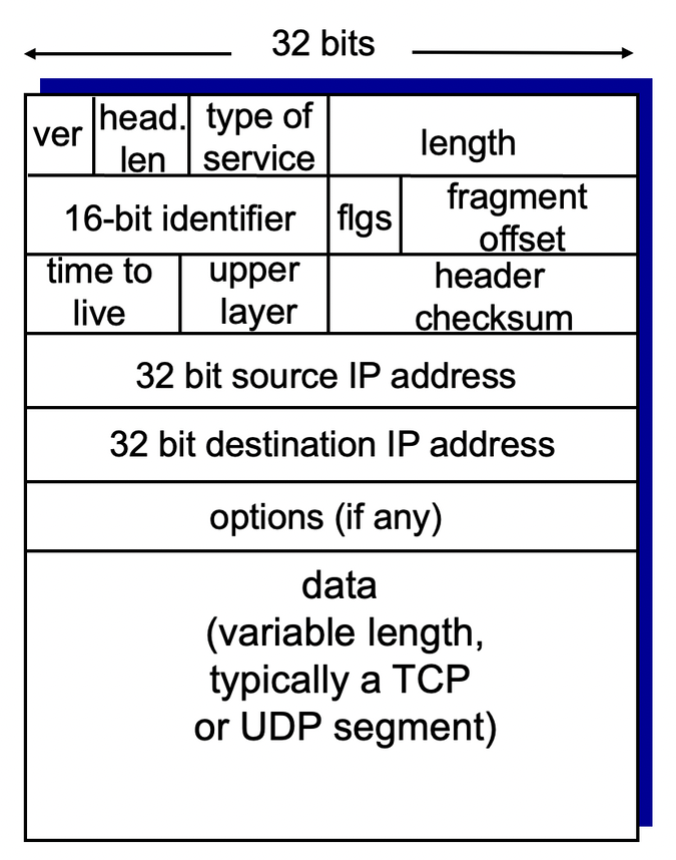 32 bits
ver
head.
len
type of
service
length
16-bit identifier
flgs
fragment
offset
time to
live
upper
layer
header
checksum
32 bit source IP address
32 bit destination IP address
options (if any)
data
(variable length,
typically a TCP
or UDP segment)